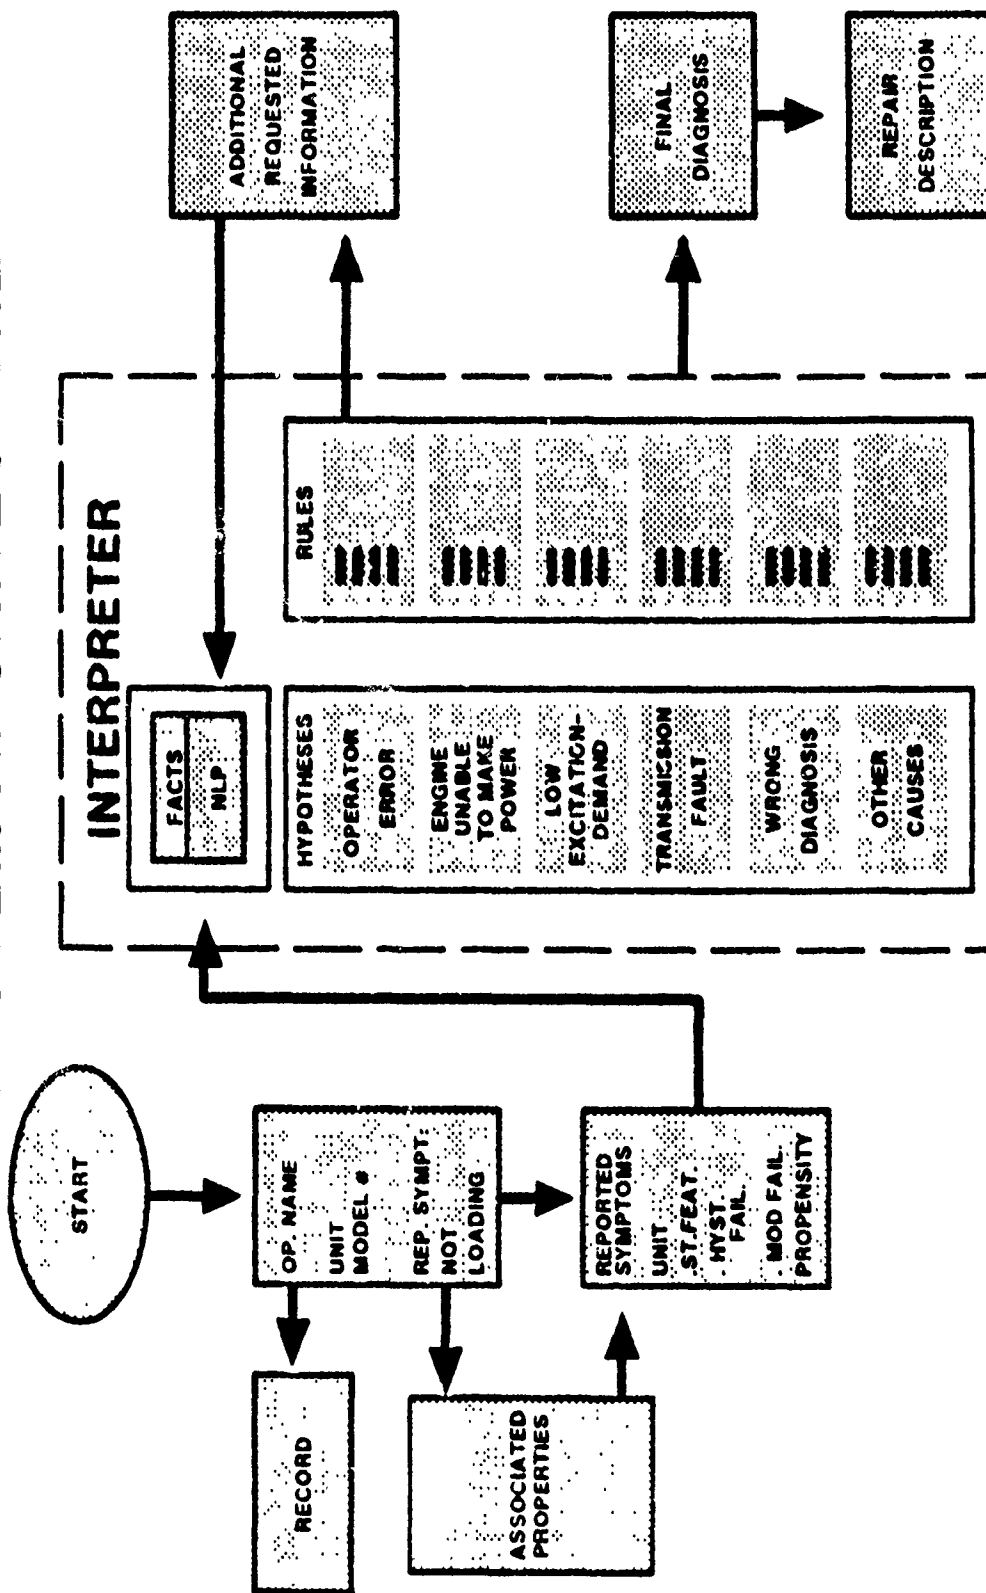 START
OP. NAME
UNIT
MODEL #
REP. SYMPT:
NOT
LOADING
RECORD
ASSOCIATED
PROPERTIES
REPORTED
SYMPTOMS
UNIT
.ST.FEAT.
. HYST.
FAIL.
. MOD FAIL.
PROPENSITY
INTERPRETER
FACTS
NLP
HYPOTHESES
OPERATOR
ERROR
ENGINE
UNABLE
TO MAKE
POWER
LOW
EXCITATION-
DEMAND
TRANSMICSION
FAULT
WRONG
DIAGNOSIS
OTHER
CAUSES
RULES
ADDITIONAL
REQUESTED
INFORMATION
FINAL
DIAGNOSIS
REPAIR
DESCRIPTION